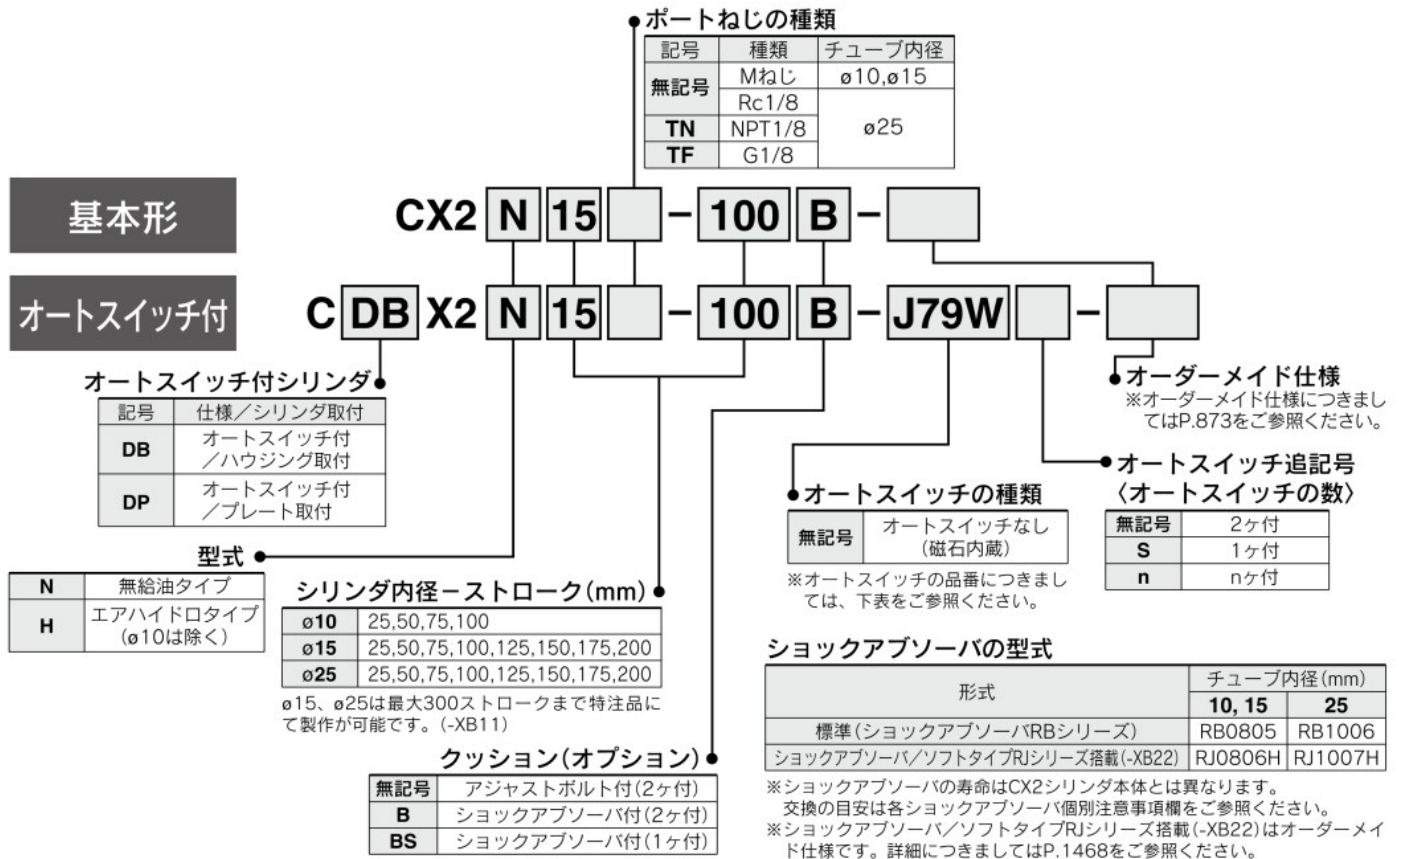 ポートねじの種類
記号 種類 チューブ内径
無記号 Mねじ ø10,ø15
Rc1/8 ø25
TN NPT1/8
TF G1/8
基本形 CX2 N 15 - 100 B -
オートスイッチ付 C DB X2 N 15 - 100 B - J79W -
オートスイッチ付シリンダ
記号 仕様/シリンダ取付
DB オートスイッチ付
/ハウジング取付
DP オートスイッチ付
/プレート取付
型式
N 無給油タイプ
H エアハイドロタイプ
(ø10は除く)
シリンダ内径-ストローク(mm)
ø10 25,50,75,100
ø15 25,50,75,100,125,150,175,200
ø25 25,50,75,100,125,150,175,200
ø15、ø25は最大300ストロークまで特注品に
て製作が可能です。(-XB11)
クッション(オプション)
無記号 アジャストボルト付(2ヶ付)
B ショックアブソーバ付(2ヶ付)
BS ショックアブソーバ付(1ヶ付)
オーダーメイド仕様
※オーダーメイド仕様につきまし
てはP.873をご参照ください。
オートスイッチ追記号
〈オートスイッチの数〉
無記号 2ヶ付
S 1ヶ付
n nヶ付
オートスイッチの種類
無記号 オートスイッチなし
(磁石内蔵)
※オートスイッチの品番につきまし
ては、下表をご参照ください。
ショックアブソーバの型式
形式 チューブ内径(mm)
10, 15 25
標準(ショックアブソーバRBシリーズ) RB0805 RB1006
ショックアブソーバ/ソフトタイプRJシリーズ搭載(-XB22) RJ0806H RJ1007H
※ショックアブソーバの寿命はCX2シリンダ本体とは異なります。
交換の目安は各ショックアブソーバ個別注意事項欄をご参照ください。
※ショックアブソーバ/ソフトタイプRJシリーズ搭載(-XB22)はオーダーメイ
ド仕様です。詳細につきましてはP.1468をご参照ください。